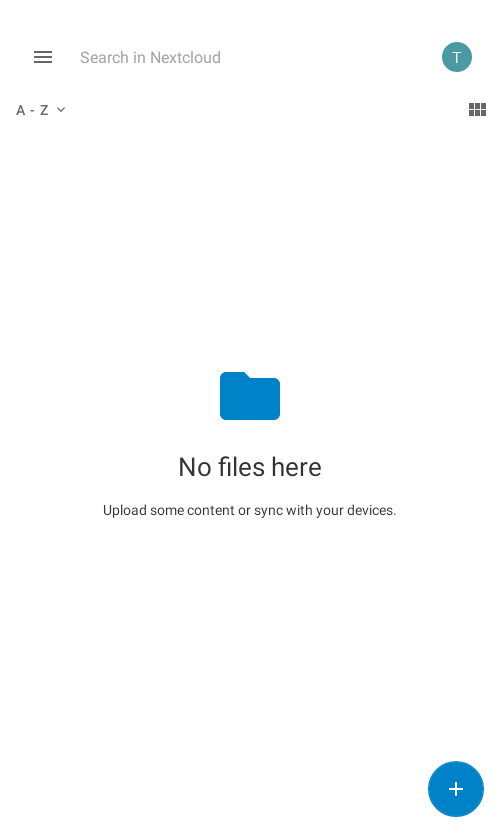 Search in Nextcloud
T
A - Z
No files here
Upload some content or sync with your devices.